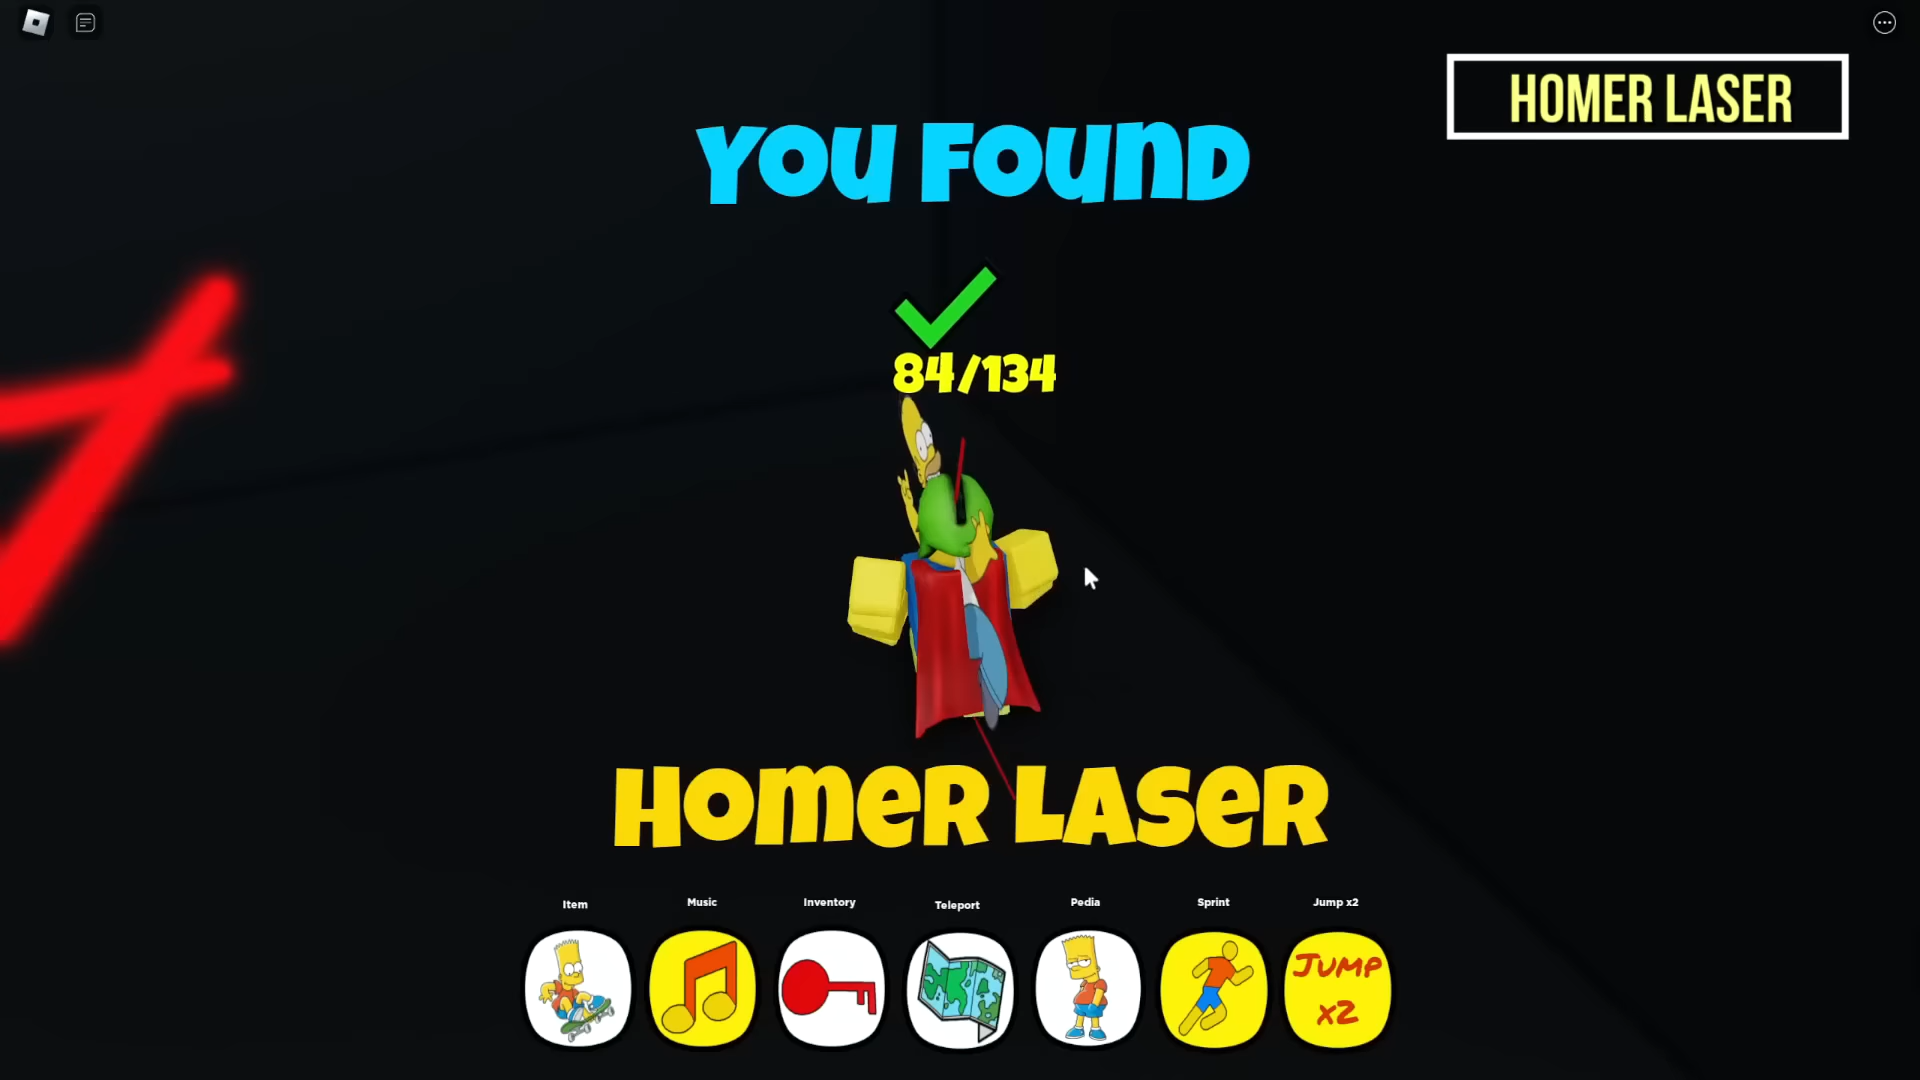 HOMER LASER
You Found
84/134
Homer Laser
Item Music Inventory Teleport Pedia Sprint Jump x2
Jump
x2